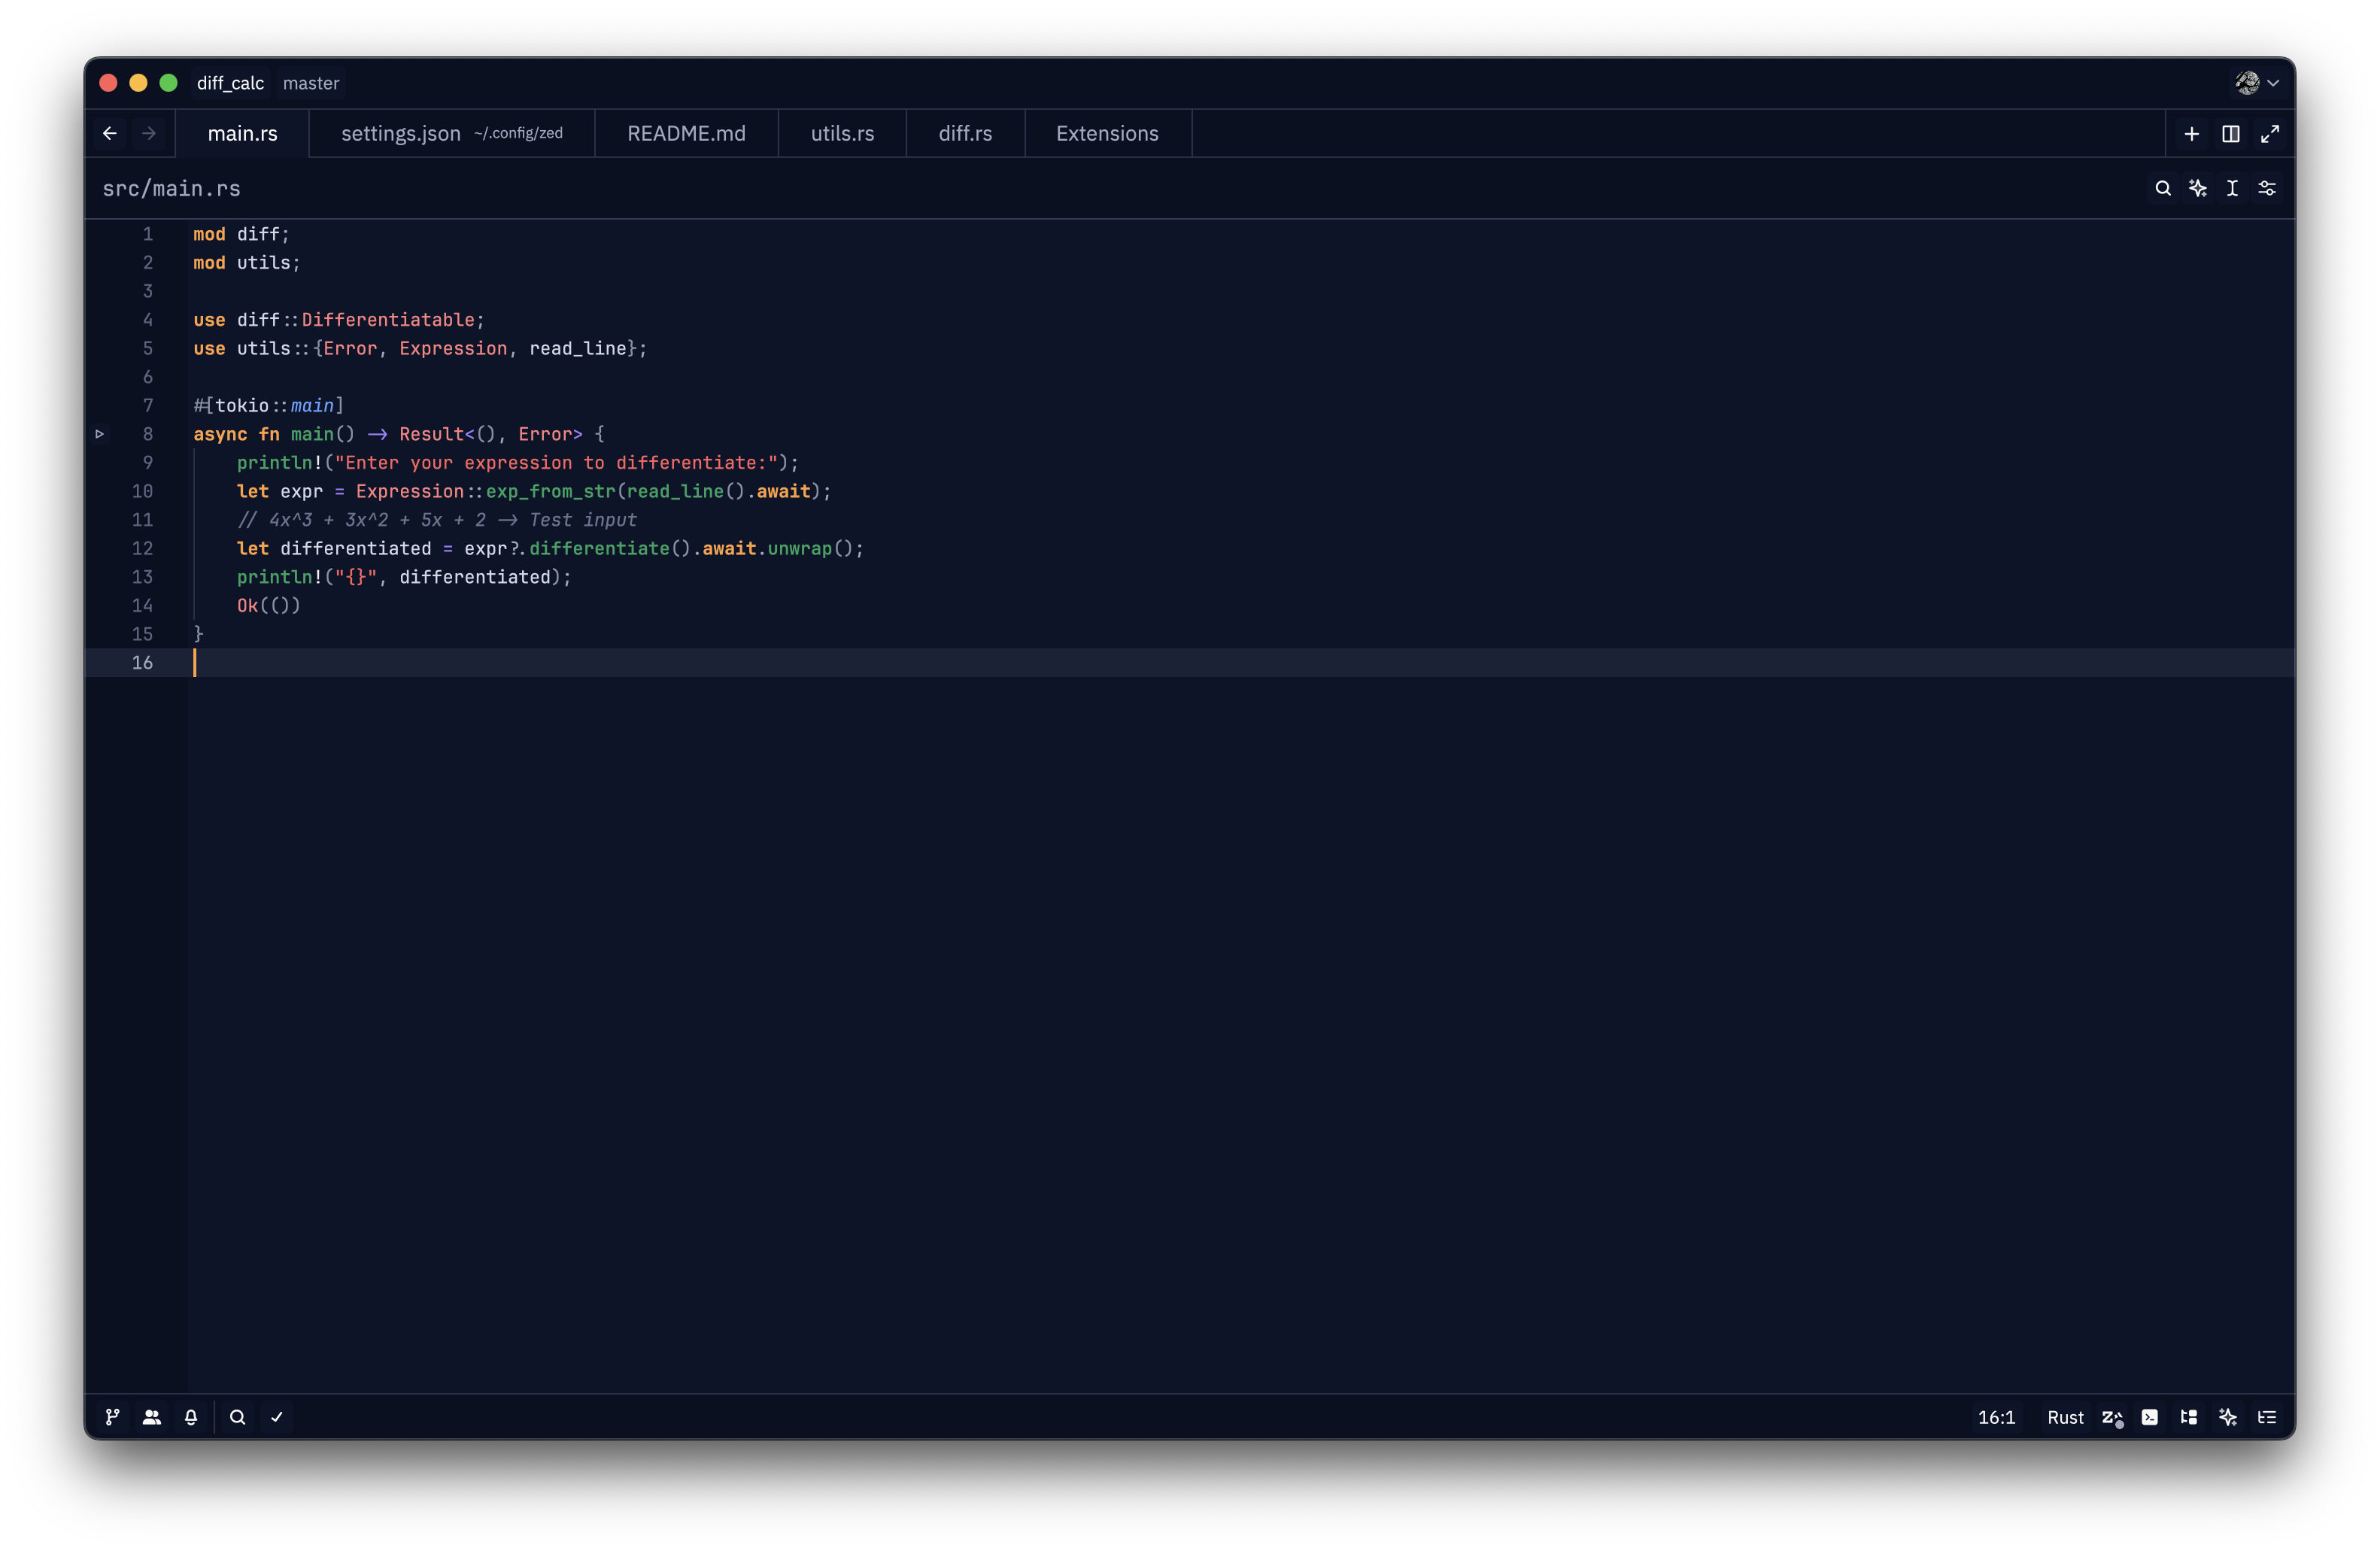 diff_calc master
main.rs settings.json ~/.config/zed README.md utils.rs diff.rs Extensions
src/main.rs
1 mod diff;
2 mod utils;
3
4 use diff::Differentiatable;
5 use utils::{Error, Expression, read_line};
6
7 #[tokio::main]
8 async fn main() -> Result<(), Error> {
9     println!("Enter your expression to differentiate:");
10     let expr = Expression::exp_from_str(read_line().await);
11     // 4x^3 + 3x^2 + 5x + 2 -> Test input
12     let differentiated = expr?.differentiate().await.unwrap();
13     println!("{}", differentiated);
14     Ok(())
15 }
16
16:1 Rust